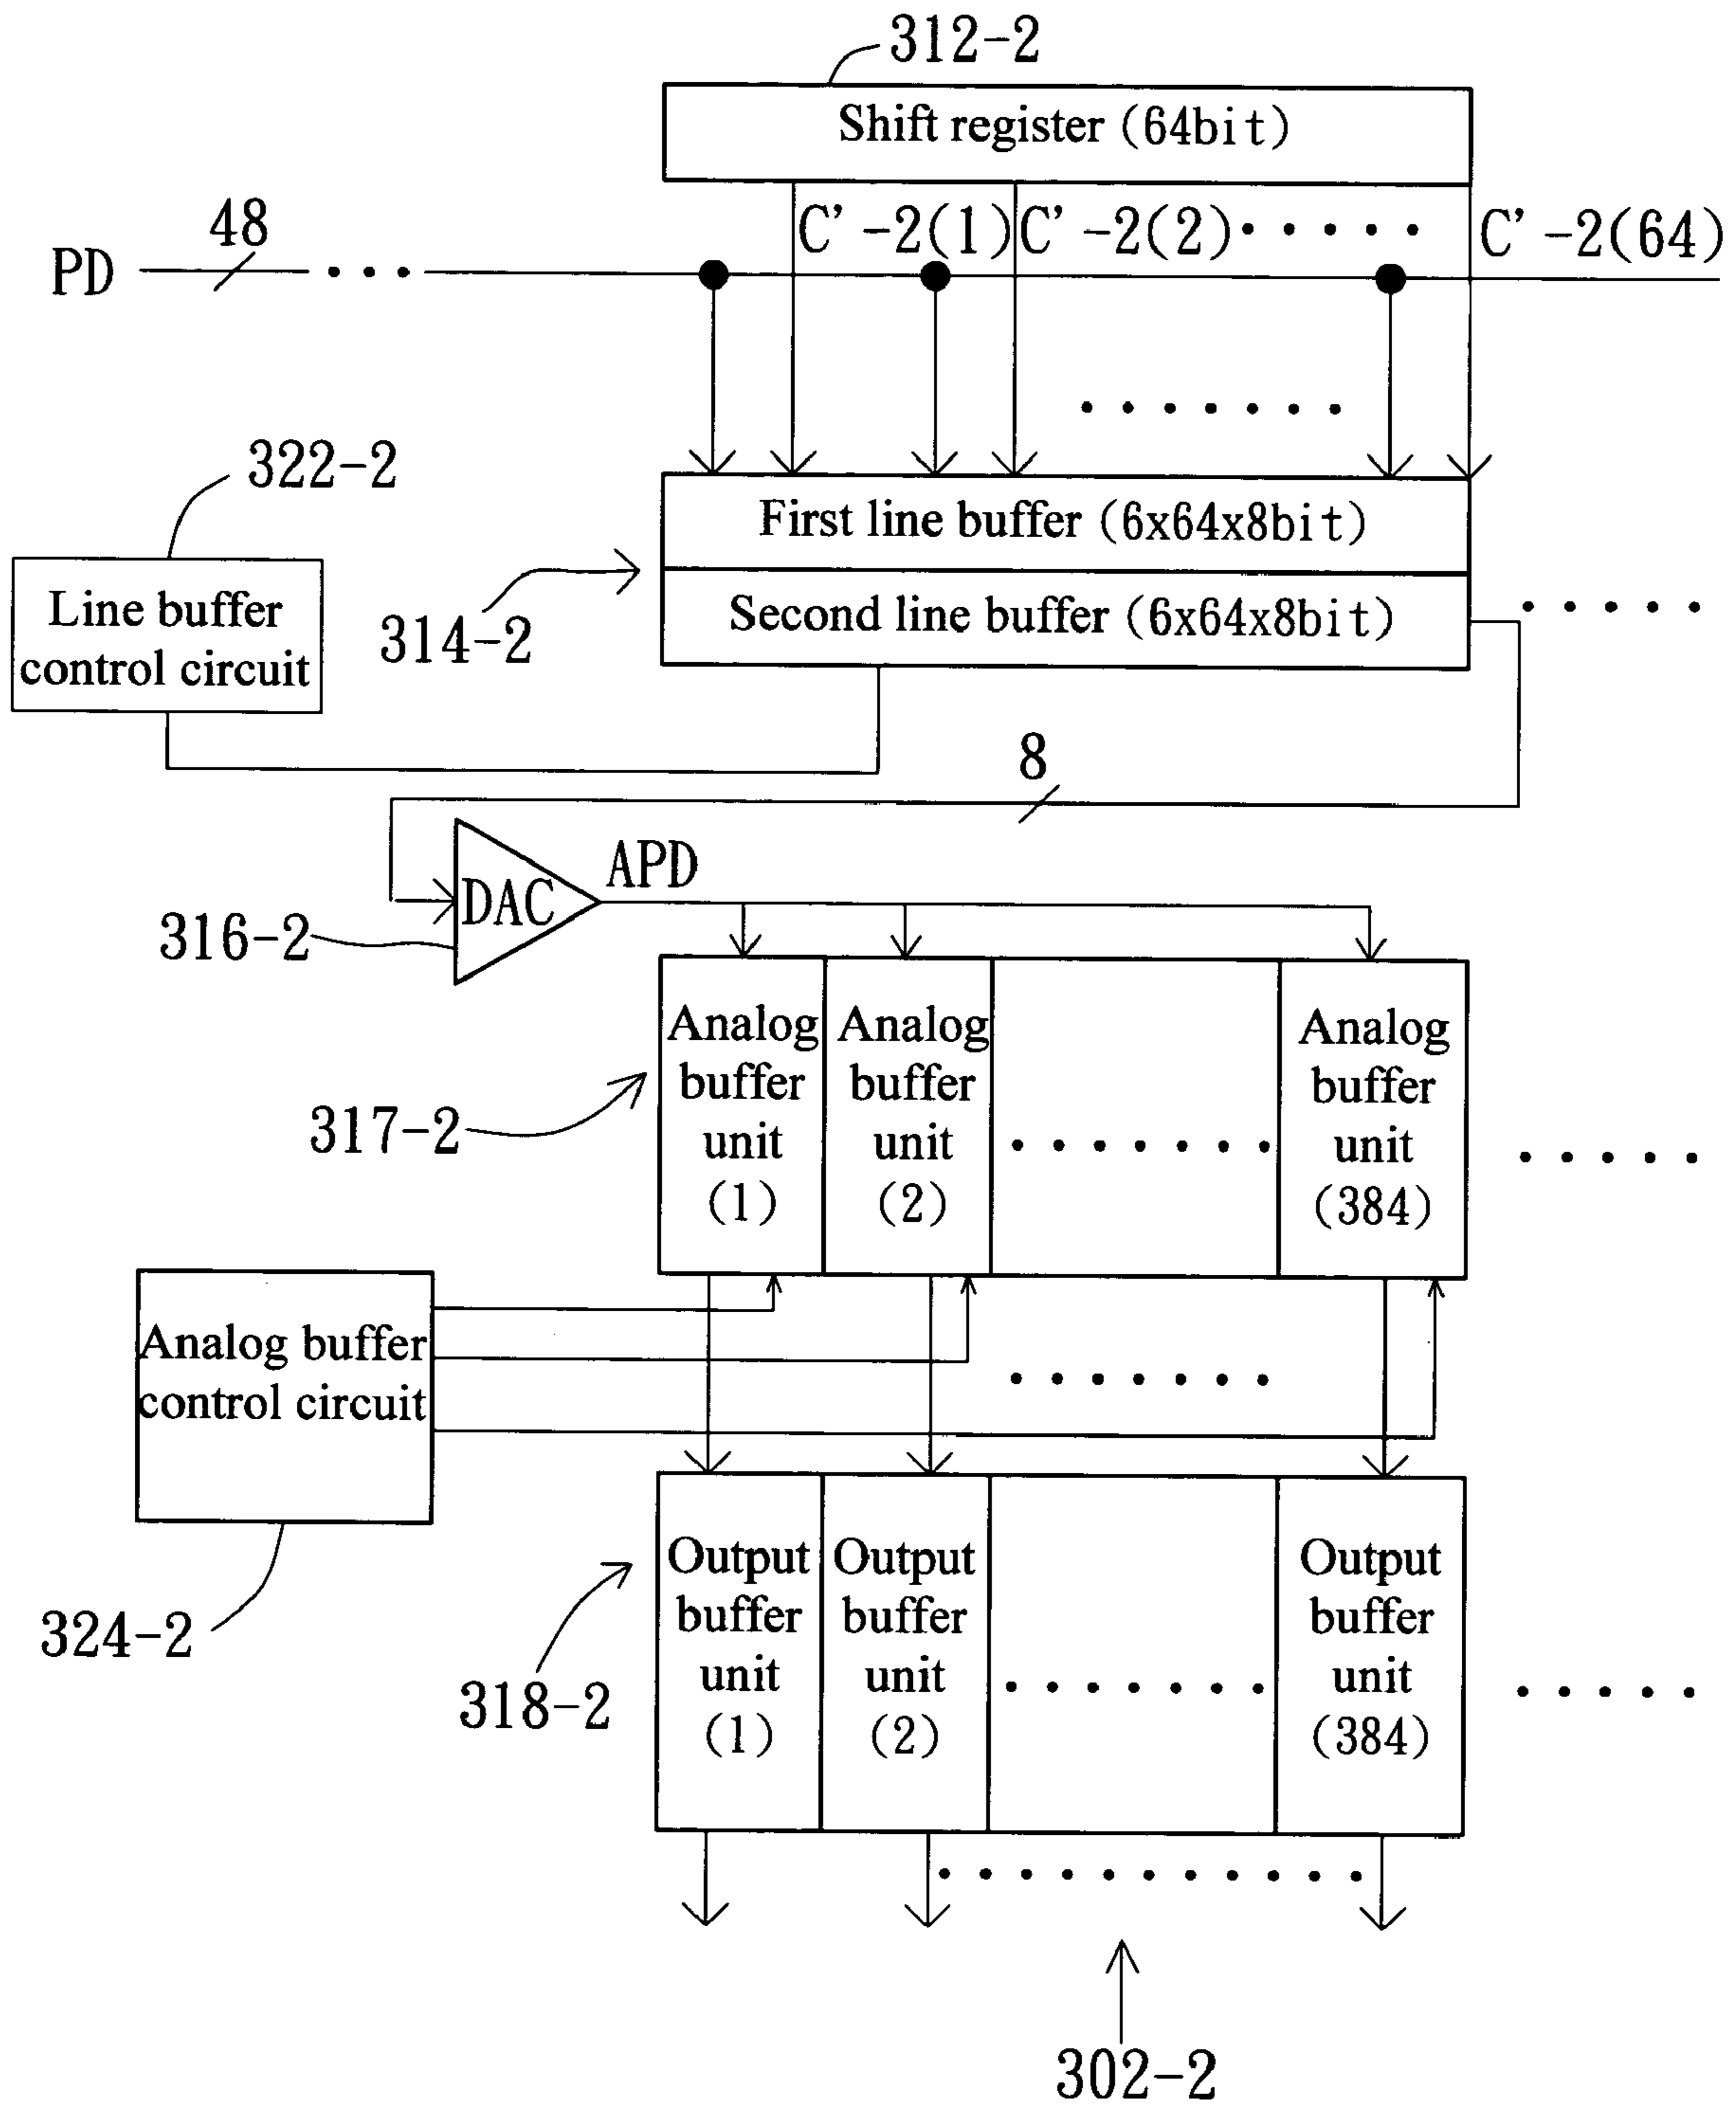 312-2
Shift register (64bit)
48
C'-2(1) C'-2(2) C'-2(64)
PD
322-2
First line buffer (6x64x8bit)
Line buffer
control circuit
314-2
Second line buffer (6x64x8bit)
8
APD
DAC
316-2
Analog
buffer
unit
(1)
Analog
buffer
unit
(2)
Analog
buffer
unit
(384)
317-2
Analog buffer
control circuit
324-2
Output
buffer
unit
(1)
Output
buffer
unit
(2)
Output
buffer
unit
(384)
318-2
302-2